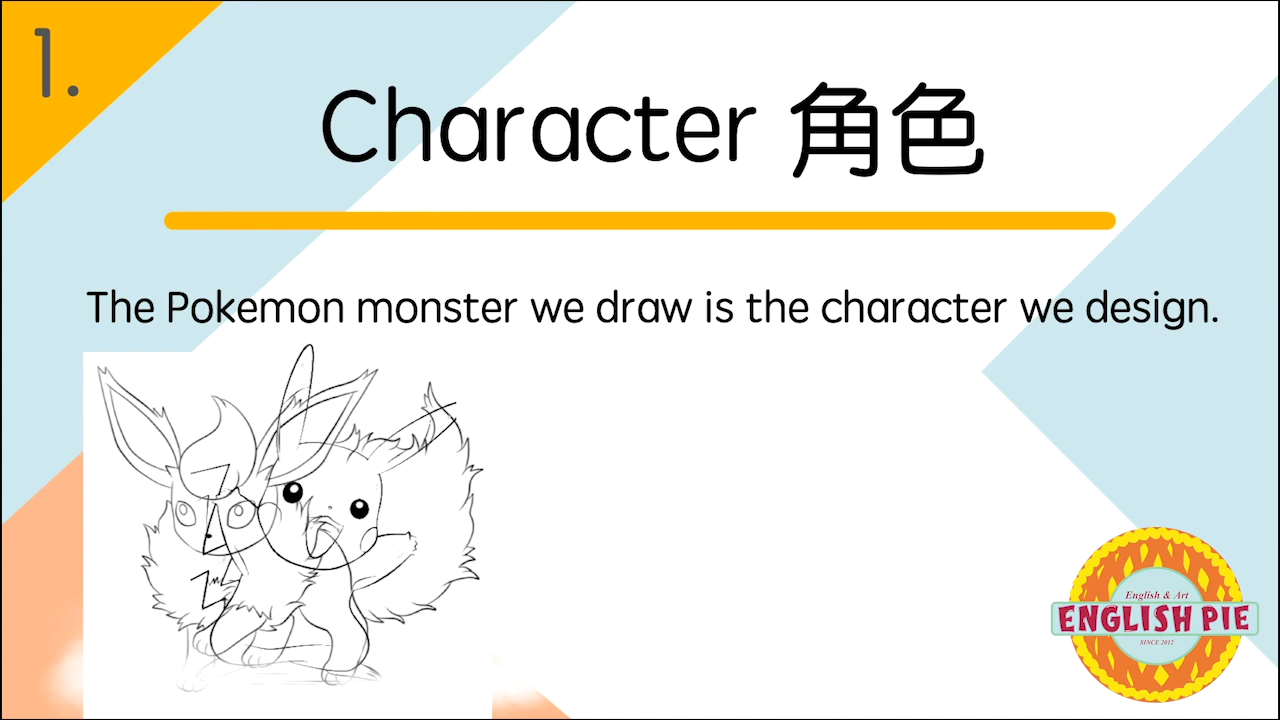 1.
Character 角色
The Pokemon monster we draw is the character we design.
English & Art
ENGLISH PIE
SINCE 2012